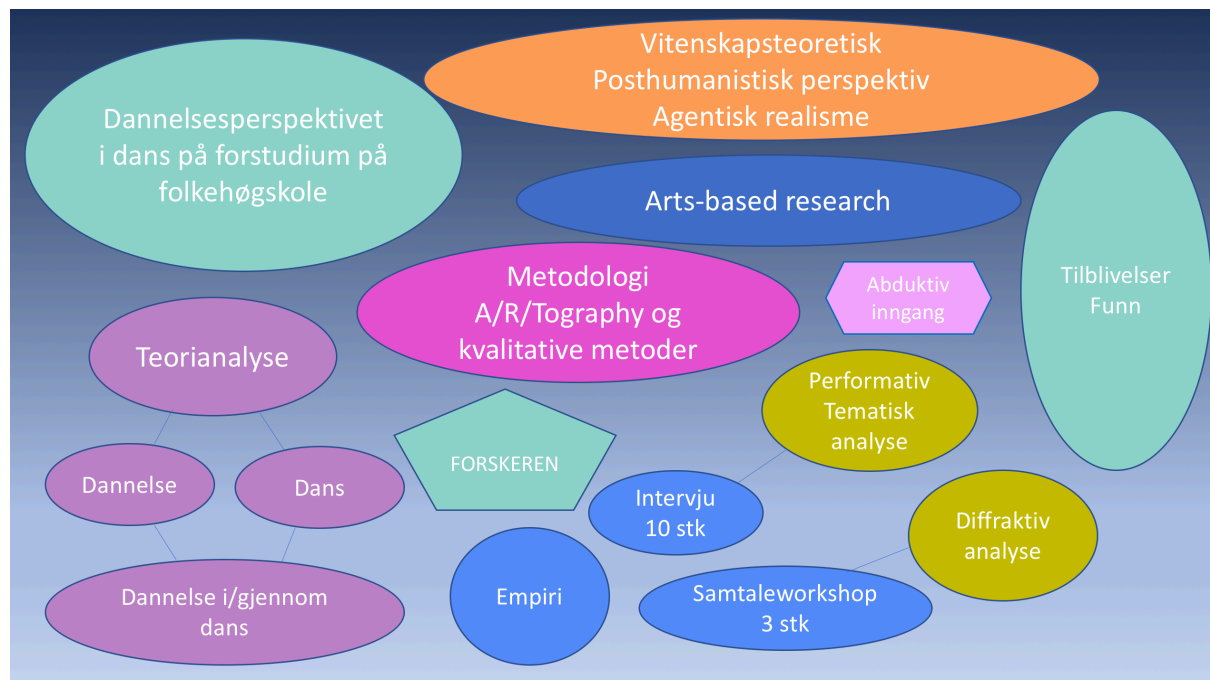 Dannelsesperspektivet
i dans på forstudium på
folkehøgskole
Vitenskapsteoretisk
Posthumanistisk perspektiv
Agentisk realisme
Arts-based research
Metodologi
A/R/Tography og
kvalitative metoder
Abduktiv
inngang
Tilblivelser
Funn
Teorianalyse
Dannelse
Dans
Dannelse i/gjennom
dans
FORSKEREN
Empiri
Performativ
Tematisk
analyse
Intervju
10 stk
Diffraktiv
analyse
Samtaleworkshop
3 stk